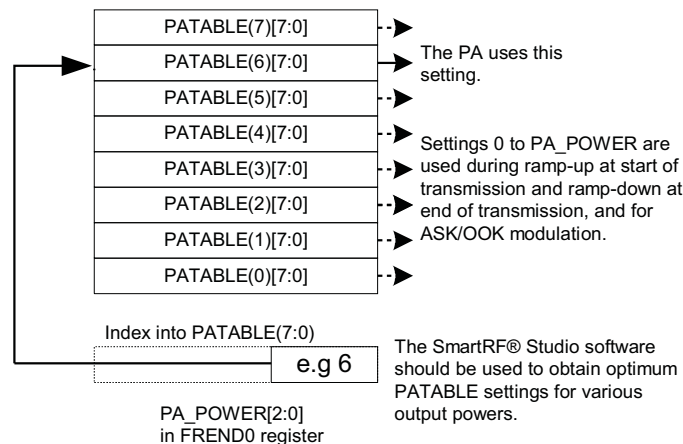 PATABLE(7)[7:0]
PATABLE(6)[7:0]
PATABLE(5)[7:0]
PATABLE(4)[7:0]
PATABLE(3)[7:0]
PATABLE(2)[7:0]
PATABLE(1)[7:0]
PATABLE(0)[7:0]
The PA uses this
setting.
Settings 0 to PA_POWER are
used during ramp-up at start of
transmission and ramp-down at
end of transmission, and for
ASK/OOK modulation.
Index into PATABLE(7:0)
e.g 6
PA_POWER[2:0]
in FREND0 register
The SmartRF® Studio software
should be used to obtain optimum
PATABLE settings for various
output powers.